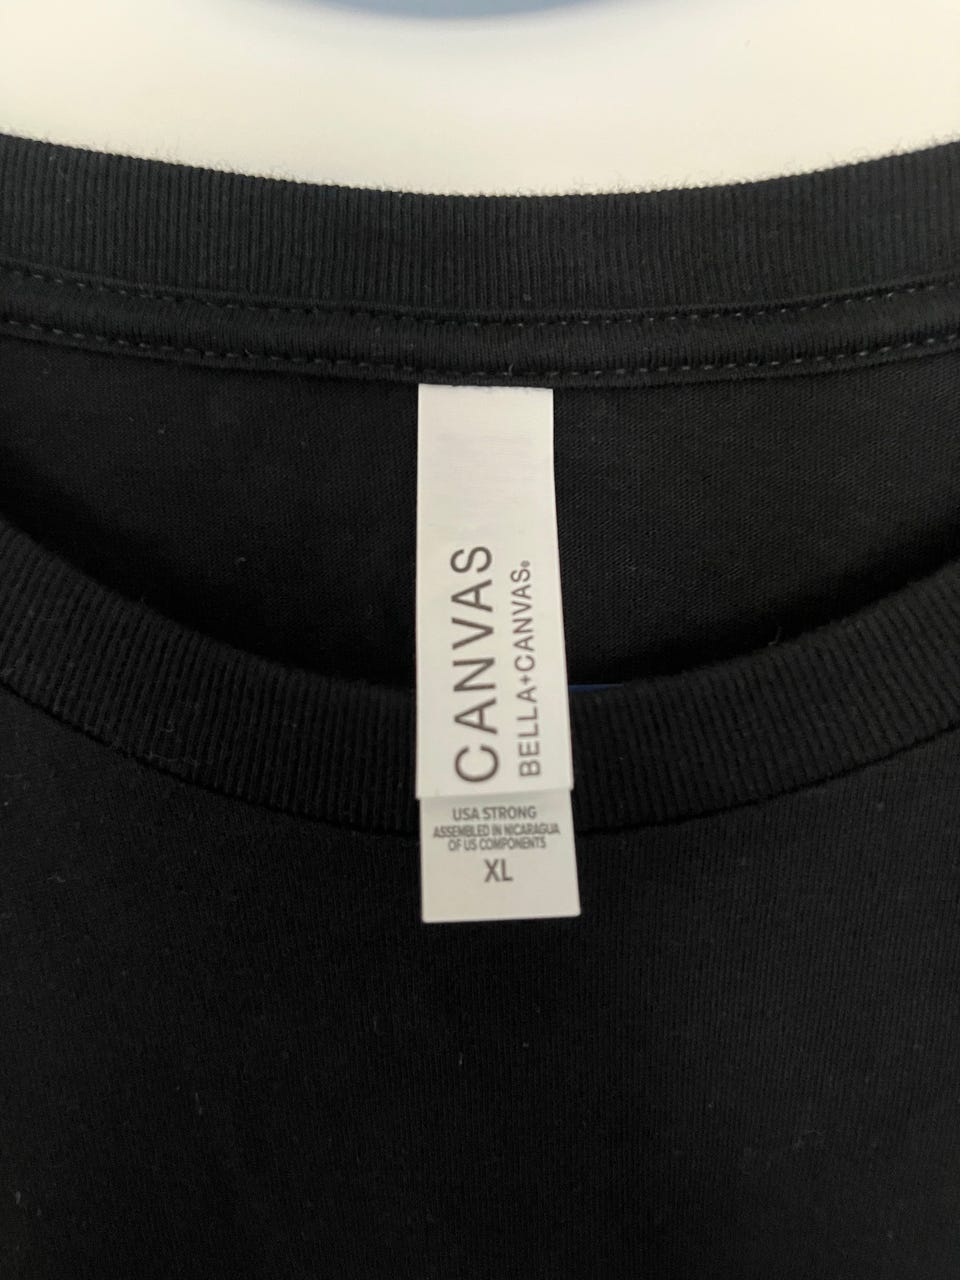 CANVAS
BELLA+CANVAS®
USA STRONG
ASSEMBLED IN NICARAGUA
OF US COMPONENTS
XL